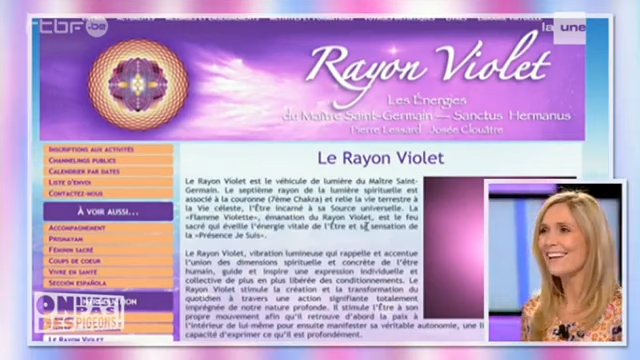 rtbf.be
la une
Rayon Violet
Les Énergies
du Maître Saint-Germain — Sanctus Hermanus
Pierre Lessard Josée Clouâtre
Inscriptions aux activités
Channelings publics
Calendrier par dates
Liste d'envoi
Contactez-nous
À voir aussi...
Accompagnement
Prismayam
Féminin sacré
Coups de coeur
Vivre en santé
Sección española
Introduction
Le Rayon Violet
Le Rayon Violet
Le Rayon Violet est le véhicule de lumière du Maître Saint-
Germain. Le septième rayon de la lumière spirituelle est
associé à la couronne (7ème Chakra) et relie la vie terrestre à
la Vie céleste, l'Être incarné à sa Source universelle. La
«Flamme Violette», émanation du Rayon Violet, est le feu
sacré qui éveille l'énergie vitale de l'Être et sa sensation de
la «Présence Je Suis».
Le Rayon Violet, vibration lumineuse qui rappelle et accentue
l'union des dimensions spirituelle et concrète de l'être
humain, guide et inspire une expression individuelle et
collective de plus en plus libérée des conditionnements. Le
Rayon Violet stimule la création et la transformation du
quotidien à travers une action signifiante totalement
imprégnée de notre nature profonde. Il stimule l'Être à son
propre mouvement afin qu'il retrouve d'abord la paix à
l'intérieur de lui-même pour ensuite manifester sa véritable autonomie, une li
capacité d'exprimer ce qu'il est profondément.
ON N'EST
PAS DES
PIGEONS!